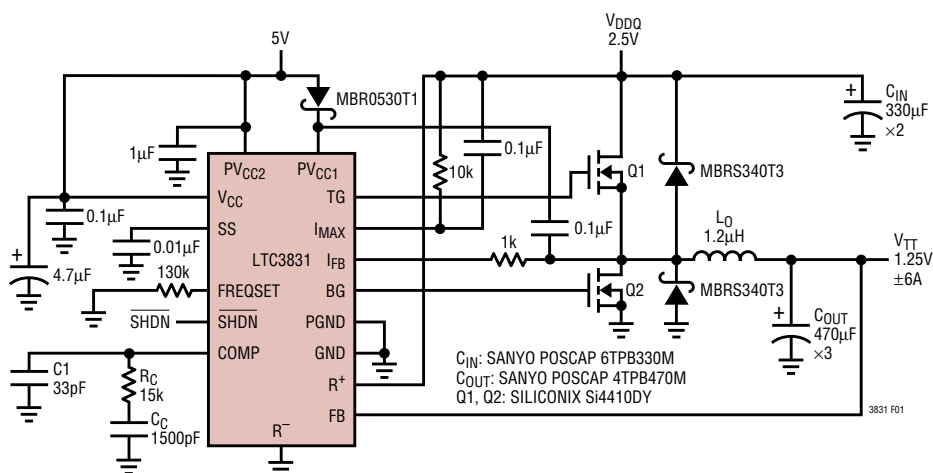 5V
V_DDQ
2.5V
MBR0530T1
C_IN
330μF
×2
1μF
0.1μF
10k
PV_CC2
PV_CC1
Q1
MBRS340T3
V_CC
TG
0.1μF
SS
I_MAX
0.1μF
L_O
1.2μH
V_TT
1.25V
±6A
0.01μF
1k
4.7μF
LTC3831
I_FB
130k
FREQSET
BG
Q2
MBRS340T3
SHDN
SHDN
PGND
C_OUT
470μF
×3
COMP
GND
C1
33pF
R_C
15k
R+
C_IN: SANYO POSCAP 6TPB330M
C_OUT: SANYO POSCAP 4TPB470M
Q1, Q2: SILICONIX Si4410DY
C_C
1500pF
R−
FB
3831 F01